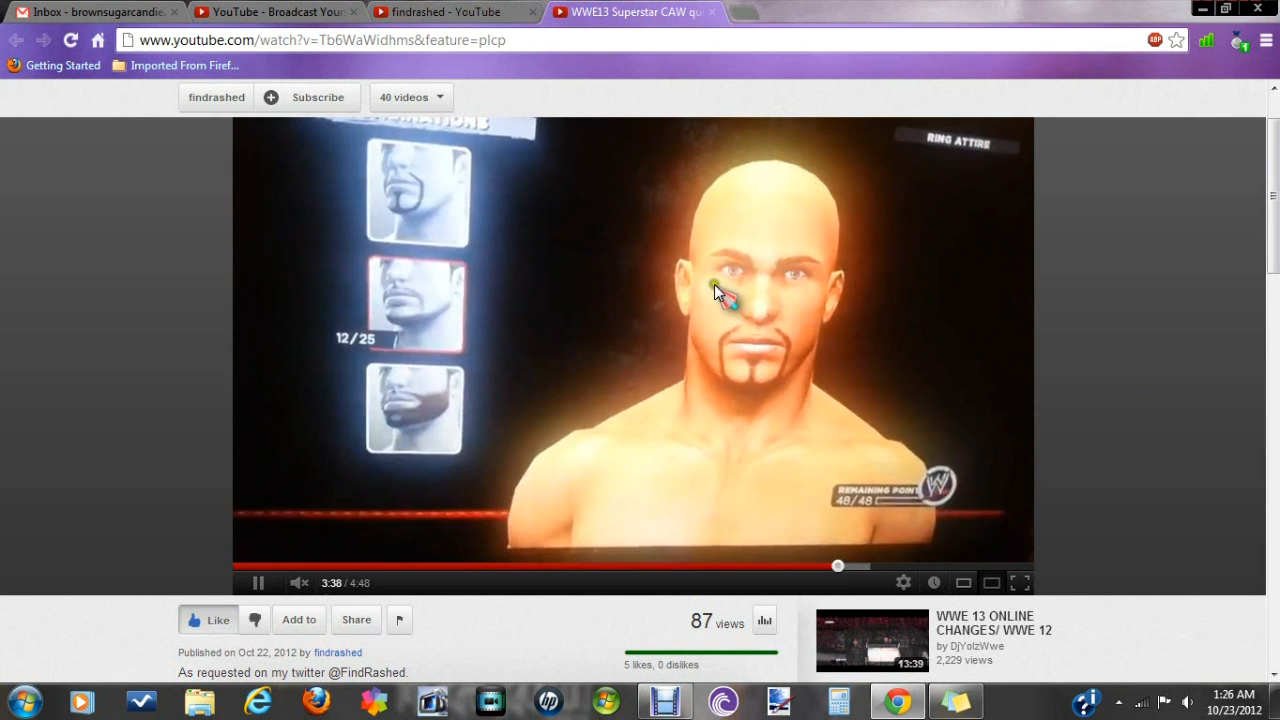 Inbox - brownsugarcandie.
YouTube - Broadcast Your
findrashed - YouTube
WWE13 Superstar CAW qu
www.youtube.com/watch?v=Tb6WaWidhms&feature=plcp
ABP
1
Getting Started
Imported From Firef...
findrashed
Subscribe
40 videos
RING ATTIRE
12/25
REMAINING POINT
48/48
W
3:38 / 4:48
Like
Add to
Share
87 views
Published on Oct 22, 2012 by findrashed
5 likes, 0 dislikes
As requested on my twitter @FindRashed.
WWE 13 ONLINE
CHANGES/ WWE 12
by DjYolzWwe
2,229 views
13:39
hp
?
1:26 AM
10/23/2012